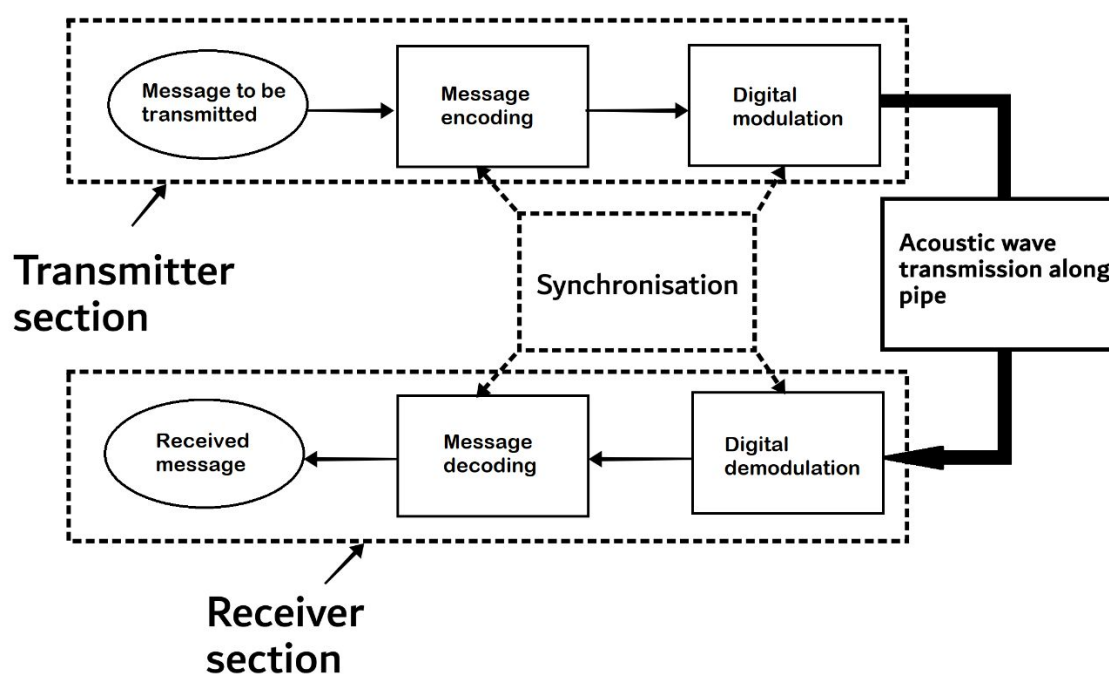 Message to be
transmitted
Message
encoding
Digital
modulation
Transmitter
section
Synchronisation
Acoustic wave
transmission along
pipe
Received
message
Message
decoding
Digital
demodulation
Receiver
section